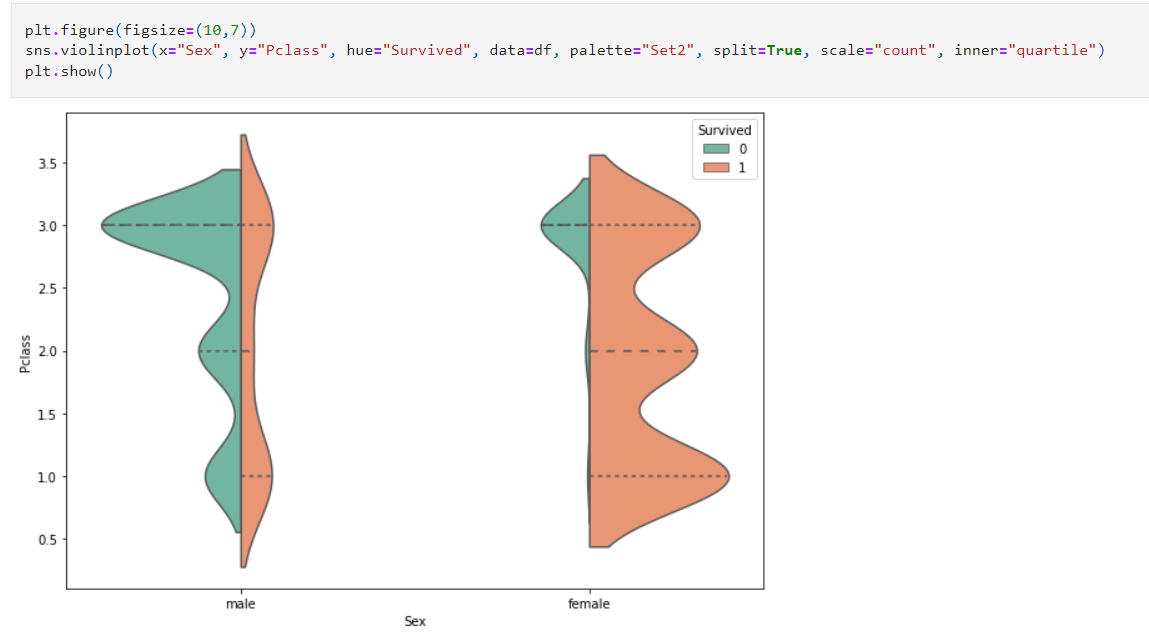 plt.figure(figsize=(10,7))
sns.violinplot(x="Sex", y="Pclass", hue="Survived", data=df, palette="Set2", split=True, scale="count", inner="quartile")
plt.show()
Survived
0
1
3.5
3.0
2.5
2.0
1.5
1.0
0.5
Pclass
male
female
Sex